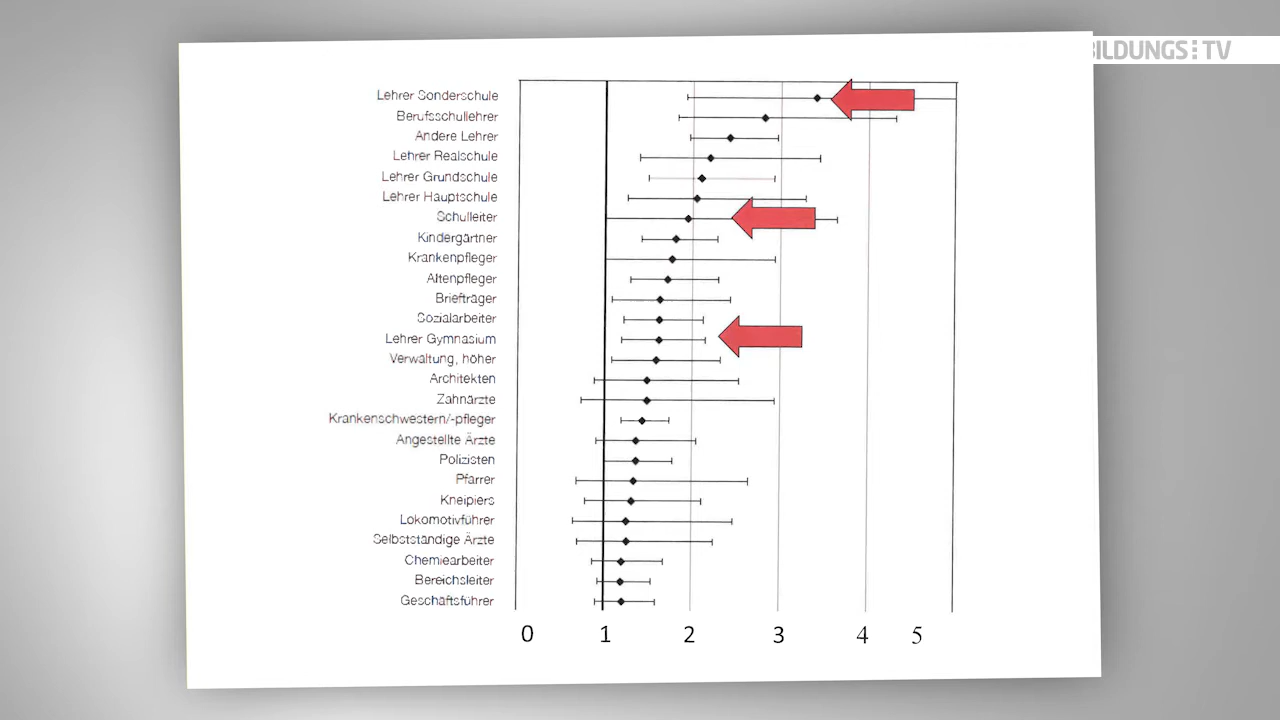 BILDUNGS TV
Lehrer Sonderschule
Berufsschullehrer
Andere Lehrer
Lehrer Realschule
Lehrer Grundschule
Lehrer Hauptschule
Schulleiter
Kindergärtner
Krankenpfleger
Altenpfleger
Briefträger
Sozialarbeiter
Lehrer Gymnasium
Verwaltung, höher
Architekten
Zahnärzte
Krankenschwestern/-pfleger
Angestellte Ärzte
Polizisten
Pfarrer
Kneipiers
Lokomotivführer
Selbstständige Ärzte
Chemiearbeiter
Bereichsleiter
Geschäftsführer
0 1 2 3 4 5